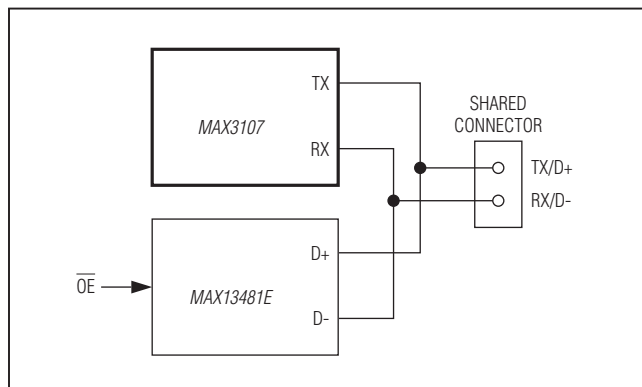 TX
MAX3107
RX
SHARED
CONNECTOR
TX/D+
RX/D-
D+
OE
MAX13481E
D-